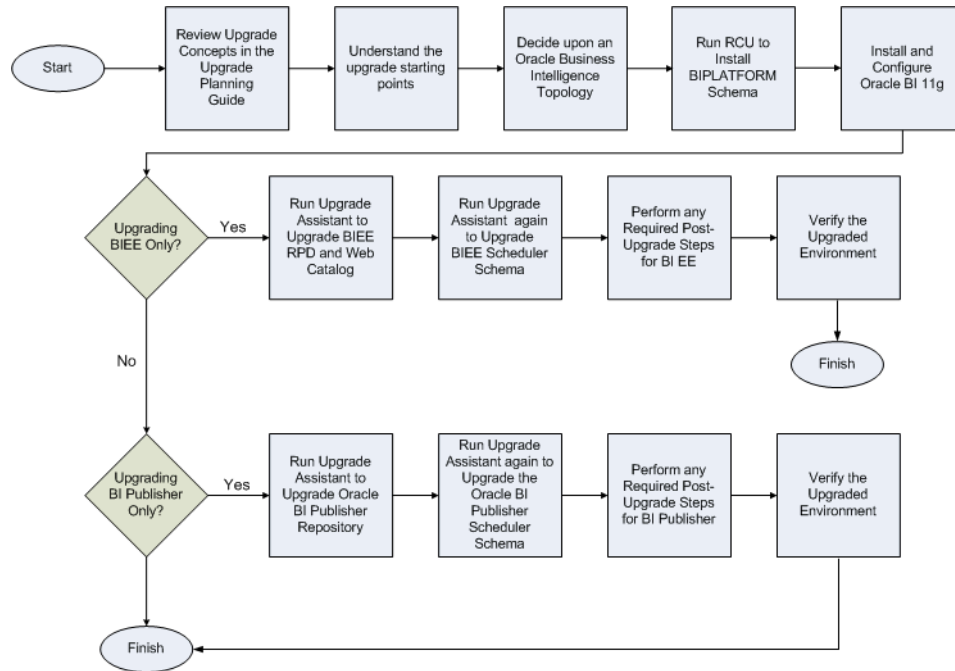 Start
Review Upgrade
Concepts in the
Upgrade
Planning
Guide
Understand the
upgrade starting
points
Decide upon an
Oracle Business
Intelligence
Topology
Run RCU to
Install
BIPLATFORM
Schema
Install and
Configure
Oracle BI 11g
Upgrading
BIEE Only?
Yes
Run Upgrade
Assistant to
Upgrade BIEE
RPD and Web
Catalog
Run Upgrade
Assistant again
to Upgrade
BIEE Scheduler
Schema
Perform any
Required Post-
Upgrade Steps
for BI EE
Verify the
Upgraded
Environment
Finish
No
Upgrading
BI Publisher
Only?
Yes
Run Upgrade
Assistant to
Upgrade Oracle
BI Publisher
Repository
Run Upgrade
Assistant again to
Upgrade the
Oracle BI
Publisher
Scheduler
Schema
Perform any
Required Post-
Upgrade Steps
for BI Publisher
Verify the
Upgraded
Environment
Finish